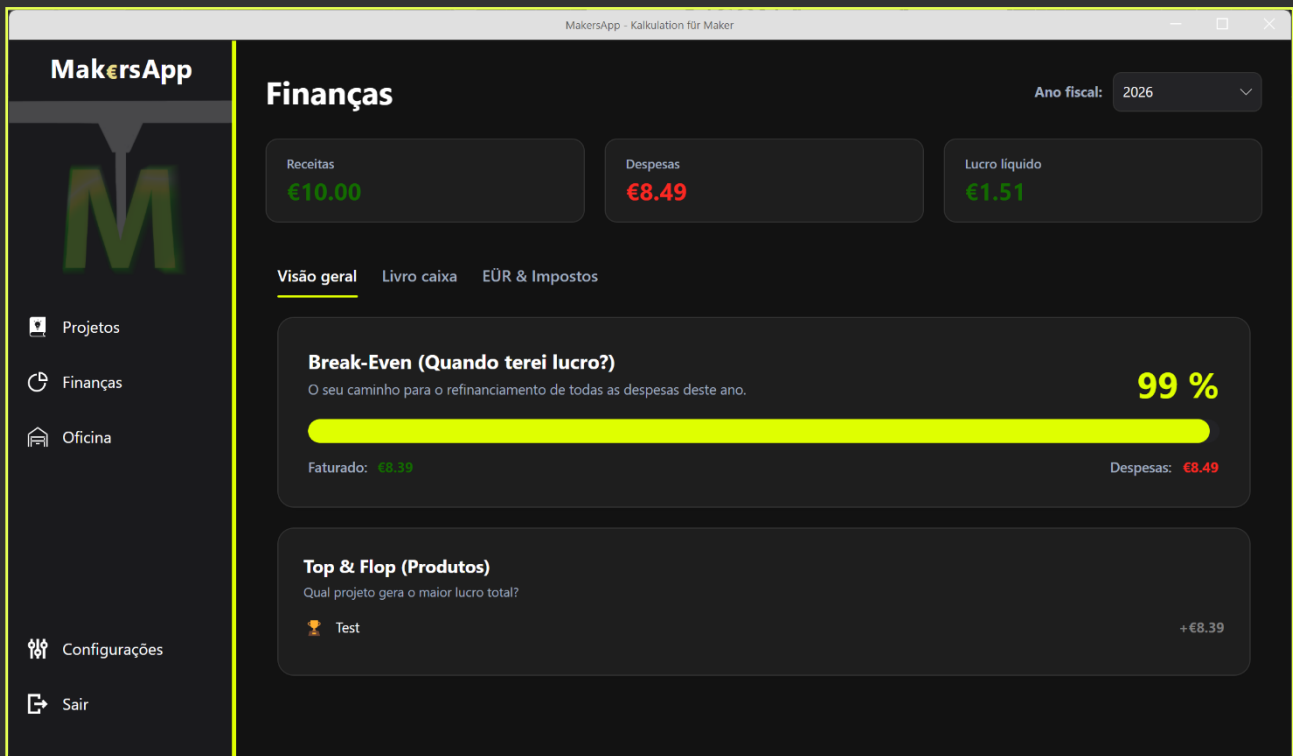 MakersApp - Kalkulation für Maker
Mak€rsApp
Finanças
Ano fiscal: 2026
Receitas
€10.00
Despesas
€8.49
Lucro líquido
€1.51
Visão geral
Livro caixa
EÜR & Impostos
Projetos
Finanças
Oficina
Configurações
Sair
Break-Even (Quando terei lucro?)
O seu caminho para o refinanciamento de todas as despesas deste ano.
99 %
Faturado: €8.39
Despesas: €8.49
Top & Flop (Produtos)
Qual projeto gera o maior lucro total?
Test
+€8.39